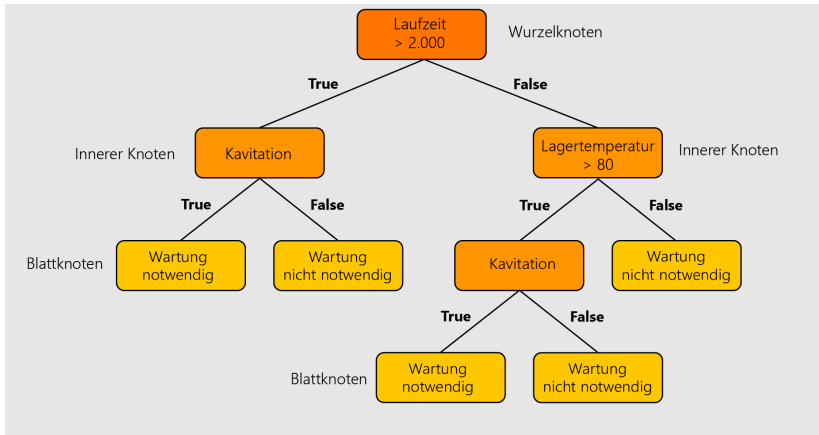 Laufzeit
> 2.000
Wurzelknoten
True
False
Innerer Knoten
Kavitation
Lagertemperatur
> 80
Innerer Knoten
True
False
True
False
Blattknoten
Wartung
notwendig
Wartung
nicht notwendig
Kavitation
Wartung
nicht notwendig
True
False
Blattknoten
Wartung
notwendig
Wartung
nicht notwendig